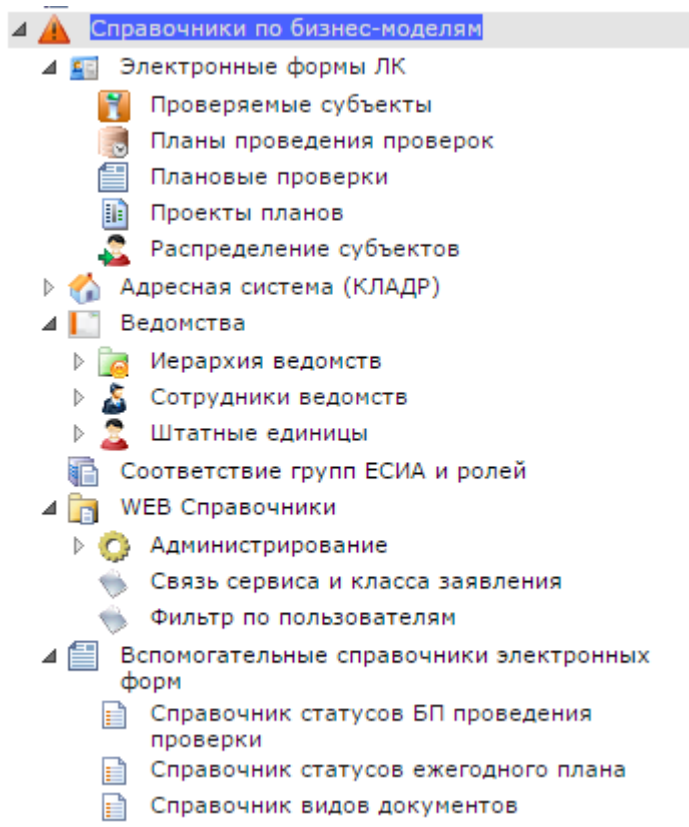 Справочники по бизнес-моделям
Электронные формы ЛК
Проверяемые субъекты
Планы проведения проверок
Плановые проверки
Проекты планов
Распределение субъектов
Адресная система (КЛАДР)
Ведомства
Иерархия ведомств
Сотрудники ведомств
Штатные единицы
Соответствие групп ЕСИА и ролей
WEB Справочники
Администрирование
Связь сервиса и класса заявления
Фильтр по пользователям
Вспомогательные справочники электронных
форм
Справочник статусов БП проведения
проверки
Справочник статусов ежегодного плана
Справочник видов документов